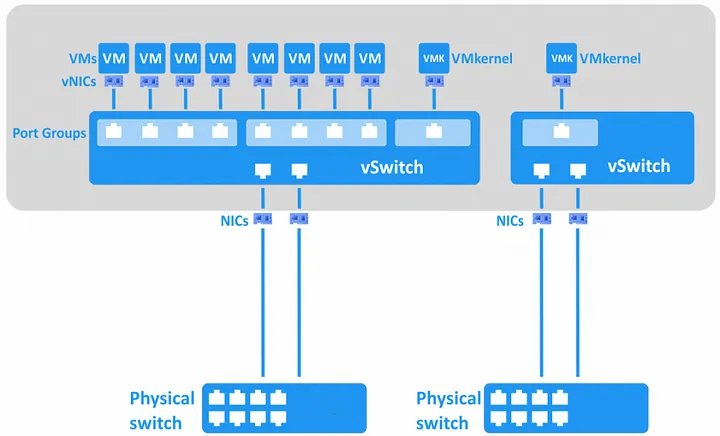 VMs VM VM VM VM VM VM VM VM VMK VMkernel VMK VMkernel
vNICs
Port Groups
vSwitch vSwitch
NICs NICs
Physical
switch
Physical
switch